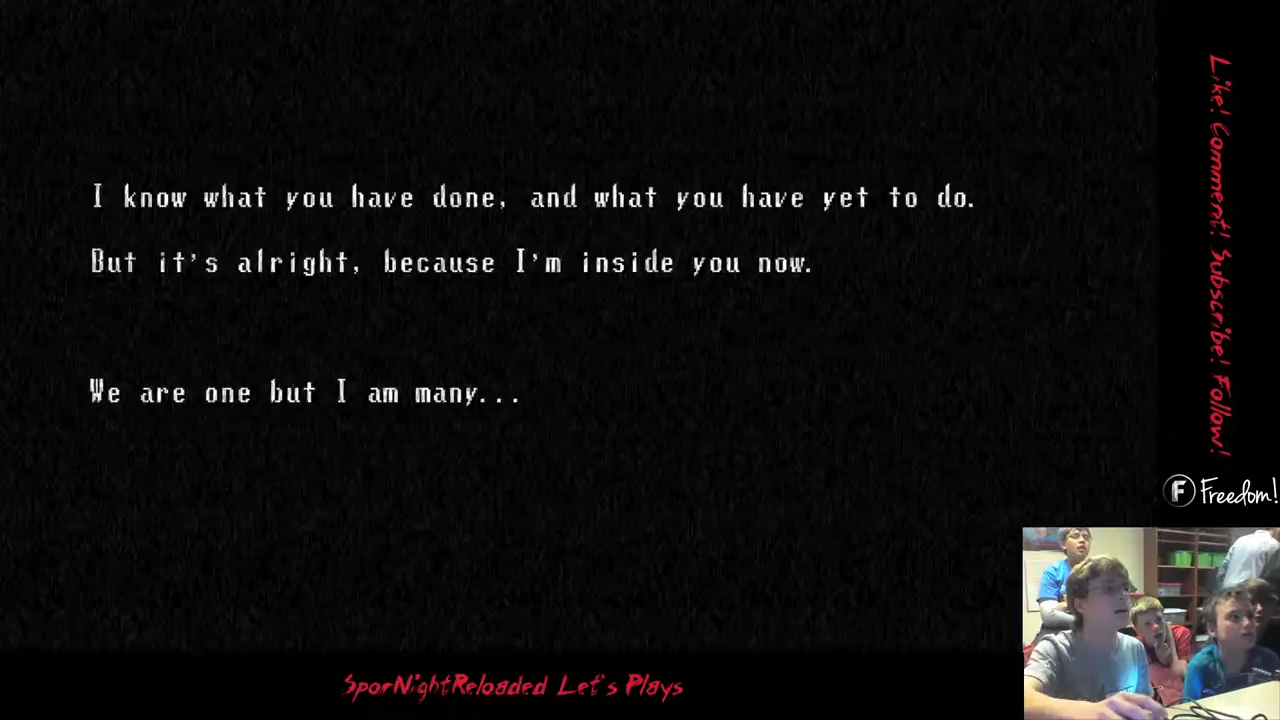 I know what you have done, and what you have yet to do.
But it's alright, because I'm inside you now.
We are one but I am many...
Like! Comment! Subscribe! Follow!
F Freedom!
SporNightReloaded Let's Plays